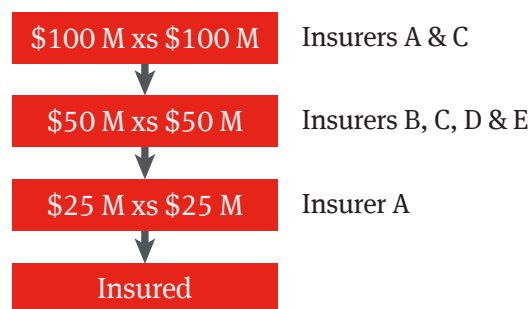 $100 M xs $100 M Insurers A & C
$50 M xs $50 M Insurers B, C, D & E
$25 M xs $25 M Insurer A
Insured